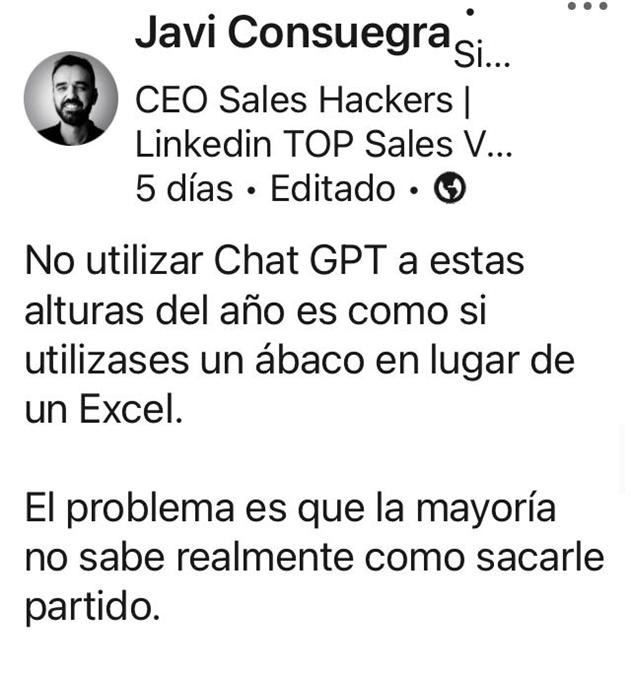 Javi Consuegra • Si...
CEO Sales Hackers |
Linkedin TOP Sales V...
5 días • Editado •
No utilizar Chat GPT a estas
alturas del año es como si
utilizases un ábaco en lugar de
un Excel.
El problema es que la mayoría
no sabe realmente como sacarle
partido.